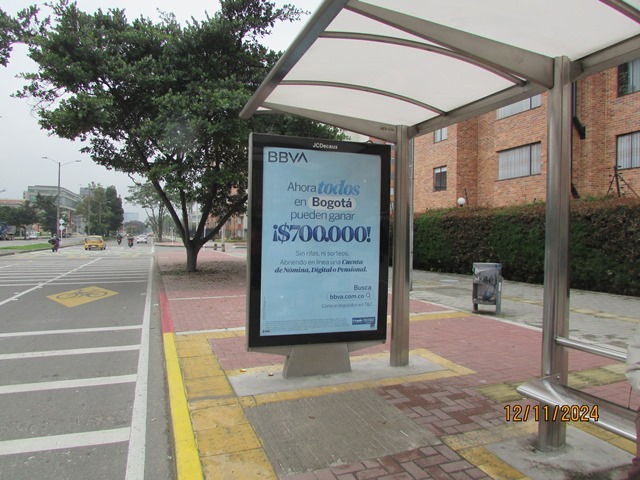 JCDecaux
BBVA
Ahora todos
en Bogotá
pueden ganar
¡$700.000!
Sin rifas, ni sorteos.
Abriendo en línea una Cuenta
de Nómina, Digital o Pensional.
Busca
bbva.com.co
12/11/2024